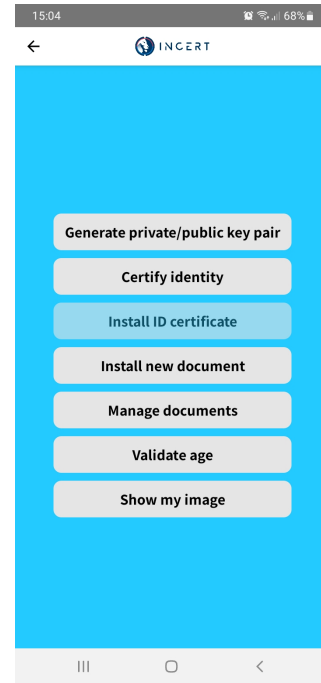 15:04 68%
INCERT
Generate private/public key pair
Certify identity
Install ID certificate
Install new document
Manage documents
Validate age
Show my image